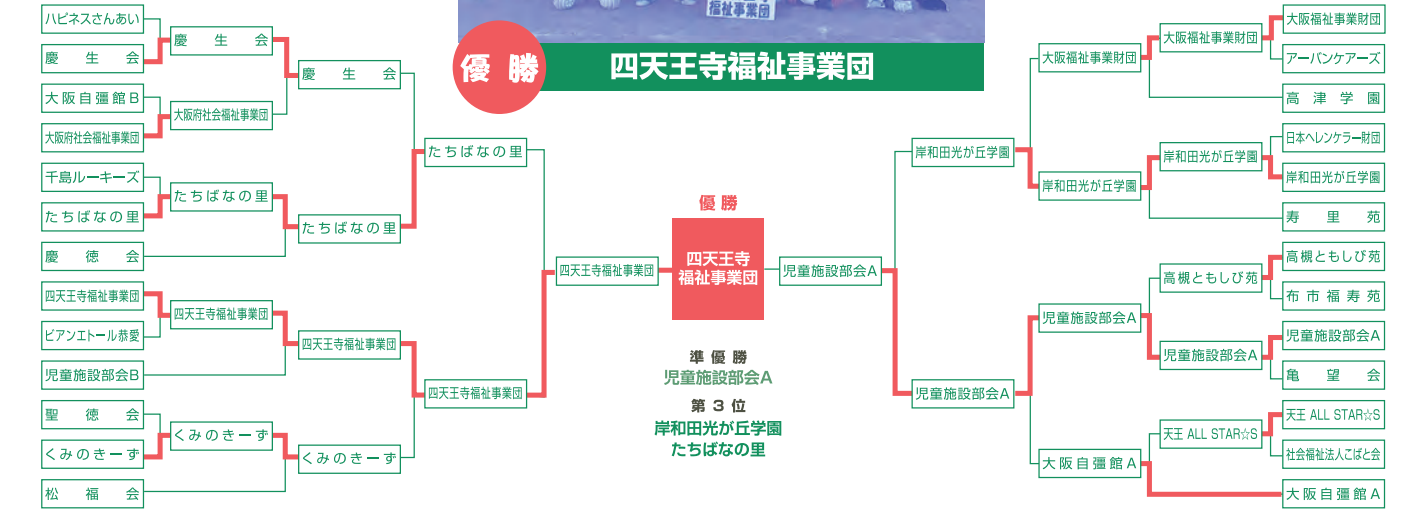 福祉事業団
優 勝
四天王寺福祉事業団
ハピネスさんあい
慶 生 会
大阪自彊館B
大阪府社会福祉事業団
千島ルーキーズ
たちばなの里
慶 徳 会
四天王寺福祉事業団
ビアンエトール恭愛
児童施設部会B
聖 徳 会
くみのきーず
松 福 会
慶 生 会
大阪府社会福祉事業団
たちばなの里
四天王寺福祉事業団
くみのきーず
慶 生 会
たちばなの里
四天王寺福祉事業団
くみのきーず
たちばなの里
四天王寺福祉事業団
四天王寺福祉事業団
優 勝
四天王寺
福祉事業団
準 優 勝
児童施設部会A
第 3 位
岸和田光が丘学園
たちばなの里
児童施設部会A
岸和田光が丘学園
児童施設部会A
大阪福祉事業財団
岸和田光が丘学園
児童施設部会A
大阪自彊館A
大阪福祉事業財団
岸和田光が丘学園
高槻ともしび苑
児童施設部会A
天王 ALL STAR☆S
大阪福祉事業財団
アーバンケアーズ
高 津 学 園
日本ヘレンケラー財団
岸和田光が丘学園
寿 里 苑
高槻ともしび苑
布市福寿苑
児童施設部会A
亀 望 会
天王 ALL STAR☆S
社会福祉法人こばと会
大阪自彊館A